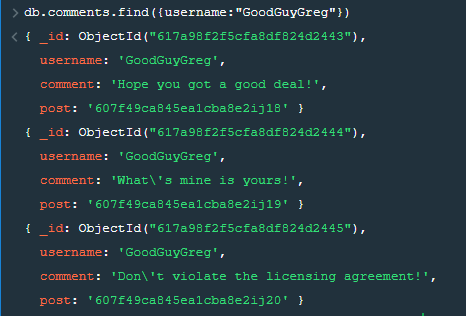 > db.comments.find({username:"GoodGuyGreg"})
< { _id: ObjectId("617a98f2f5cfa8df824d2443"),
username: 'GoodGuyGreg',
comment: 'Hope you got a good deal!',
post: '607f49ca845ea1cba8e2ij18' }
{ _id: ObjectId("617a98f2f5cfa8df824d2444"),
username: 'GoodGuyGreg',
comment: 'What\'s mine is yours!',
post: '607f49ca845ea1cba8e2ij19' }
{ _id: ObjectId("617a98f2f5cfa8df824d2445"),
username: 'GoodGuyGreg',
comment: 'Don\'t violate the licensing agreement!',
post: '607f49ca845ea1cba8e2ij20' }